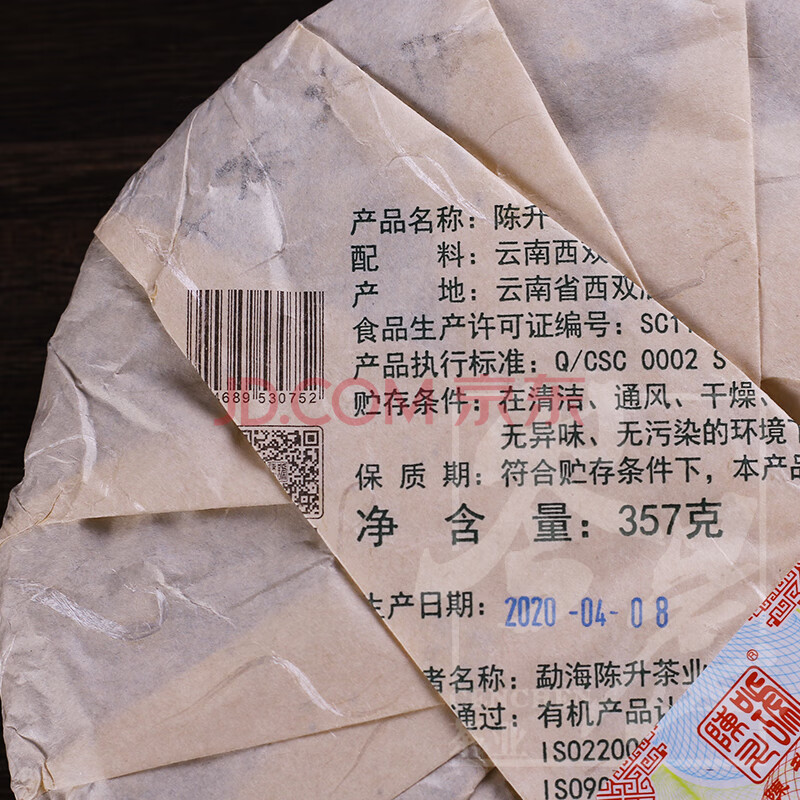 产品名称：陈升
配 料：云南西双
产 地：云南省西双
食品生产许可证编号：SC11
产品执行标准：Q/CSC 0002 S
贮存条件：在清洁、通风、干燥、
无异味、无污染的环境
保 质 期：符合贮存条件下，本产品
净 含 量：357克
生产日期：2020-04-08
者名称：勐海陈升茶业
通过：有机产品认
ISO2200
ISO90
4689 530752
JD.COM 京东